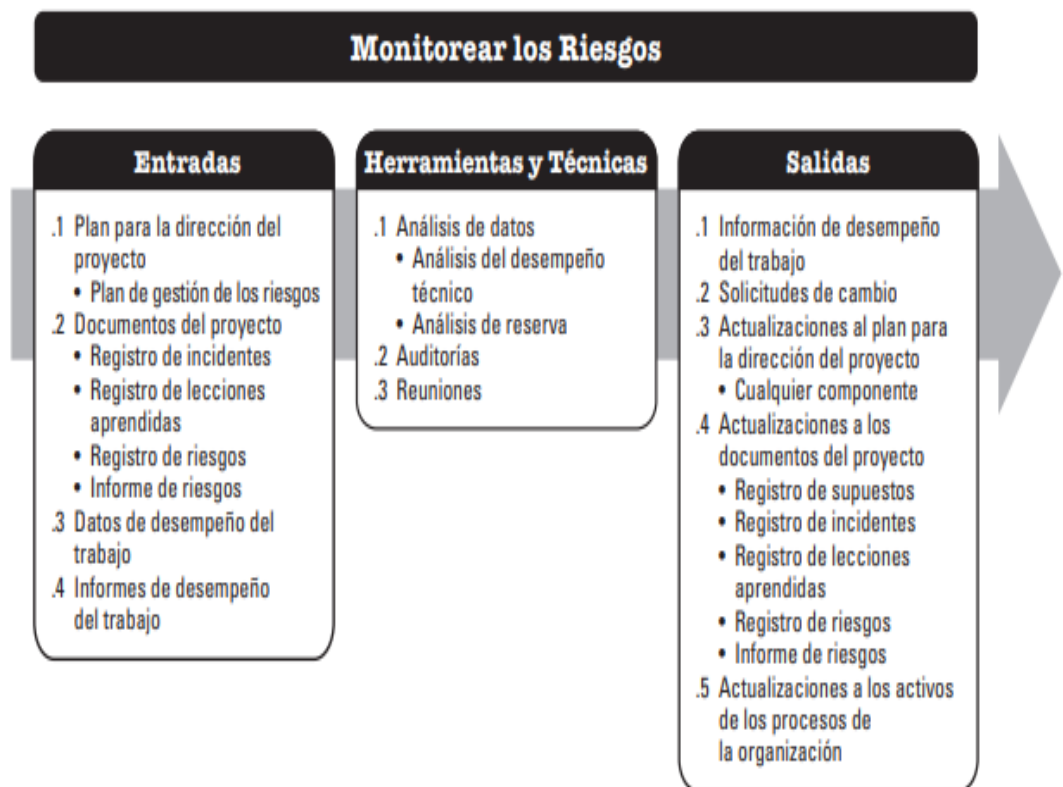 Monitorear los Riesgos
Entradas
.1 Plan para la dirección del
proyecto
• Plan de gestión de los riesgos
.2 Documentos del proyecto
• Registro de incidentes
• Registro de lecciones
aprendidas
• Registro de riesgos
• Informe de riesgos
.3 Datos de desempeño del
trabajo
.4 Informes de desempeño
del trabajo
Herramientas y Técnicas
.1 Análisis de datos
• Análisis del desempeño
técnico
• Análisis de reserva
.2 Auditorías
.3 Reuniones
Salidas
.1 Información de desempeño
del trabajo
.2 Solicitudes de cambio
.3 Actualizaciones al plan para
la dirección del proyecto
• Cualquier componente
.4 Actualizaciones a los
documentos del proyecto
• Registro de supuestos
• Registro de incidentes
• Registro de lecciones
aprendidas
• Registro de riesgos
• Informe de riesgos
.5 Actualizaciones a los activos
de los procesos de
la organización